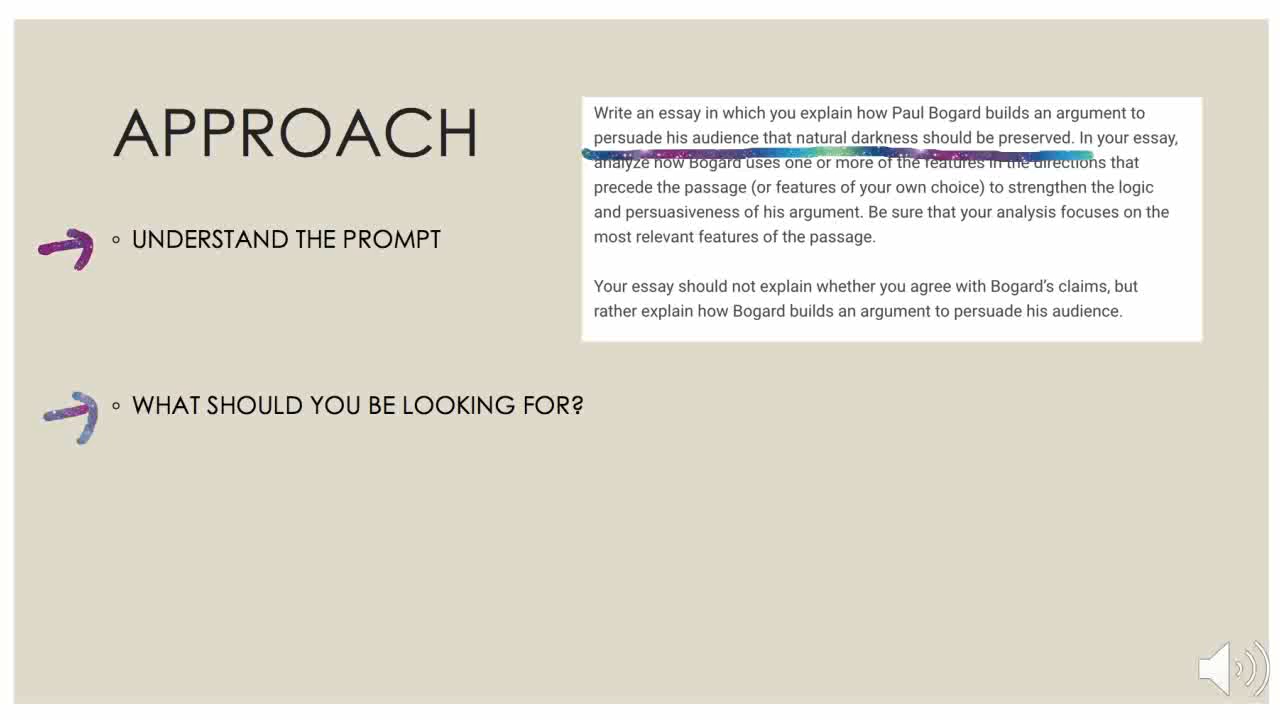 APPROACH
Write an essay in which you explain how Paul Bogard builds an argument to
persuade his audience that natural darkness should be preserved. In your essay,
analyze how Bogard uses one or more of the features in the directions that
precede the passage (or features of your own choice) to strengthen the logic
and persuasiveness of his argument. Be sure that your analysis focuses on the
most relevant features of the passage.
Your essay should not explain whether you agree with Bogard's claims, but
rather explain how Bogard builds an argument to persuade his audience.
◦ UNDERSTAND THE PROMPT
◦ WHAT SHOULD YOU BE LOOKING FOR?